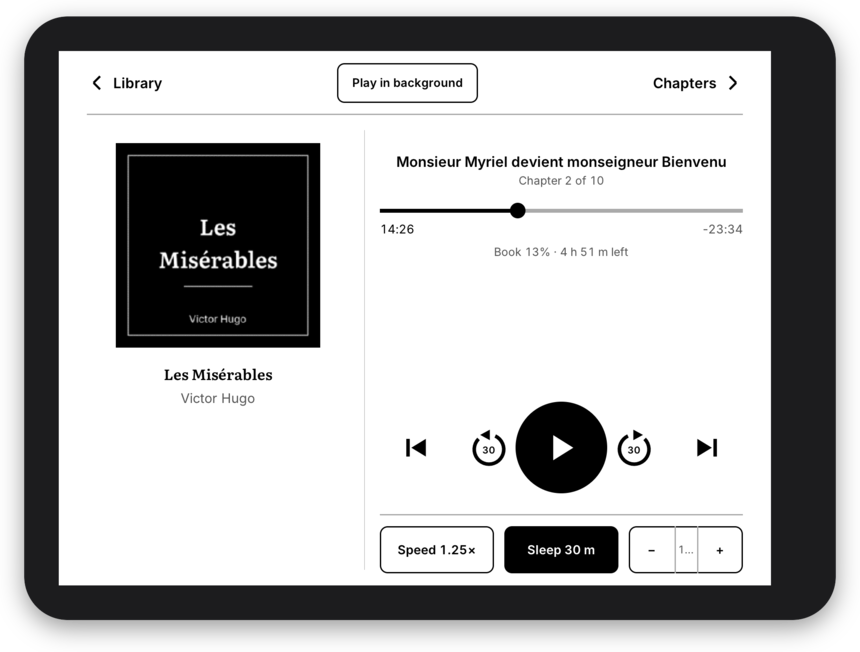 Library
Play in background
Chapters
Les
Misérables
Victor Hugo
Les Misérables
Victor Hugo
Monsieur Myriel devient monseigneur Bienvenu
Chapter 2 of 10
14:26
-23:34
Book 13% · 4 h 51 m left
30
30
Speed 1.25×
Sleep 30 m
−
1...
+